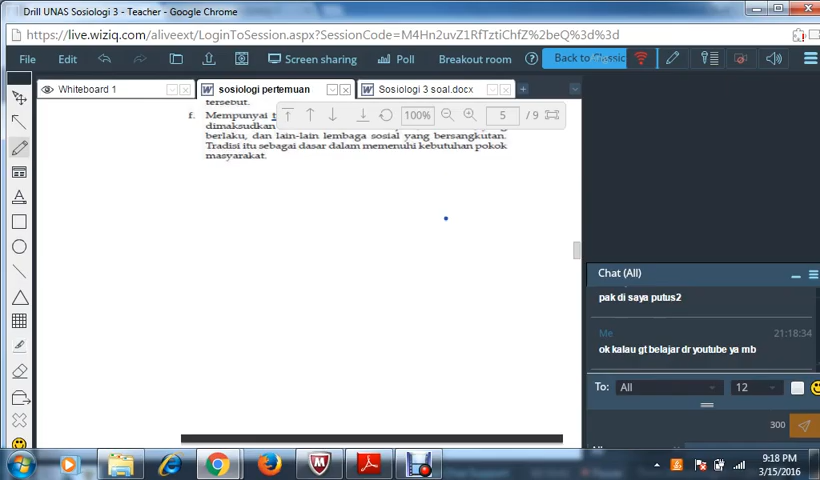 Drill UNAS Sosiologi 3 - Teacher - Google Chrome
https://live.wiziq.com/aliveext/LoginToSession.aspx?SessionCode=M4Hn2uvZ1RfTztiChfZ%2beQ%3d%3d
File Edit Screen sharing Poll Breakout room Back to Classic
Whiteboard 1 sosiologi pertemuan Sosiologi 3 soal.docx
tersebut.
100% 5 / 9
f. Mempunyai
dimaksudkan
berlaku, dan lain-lain lembaga sosial yang bersangkutan.
Tradisi itu sebagai dasar dalam memenuhi kebutuhan pokok
masyarakat.
Chat (All)
pak di saya putus2
Me 21:18:34
ok kalau gt belajar dr youtube ya mb
To: All 12
300
9:18 PM
3/15/2016